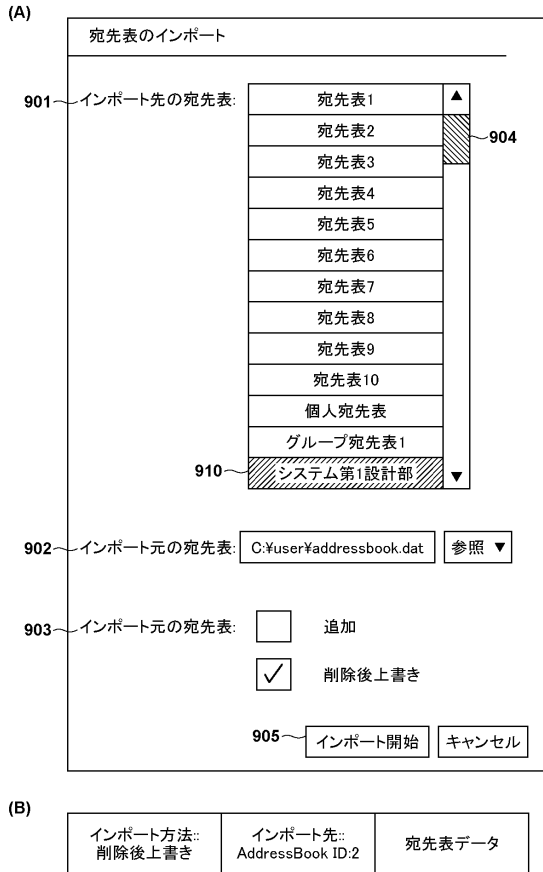 (A)
宛先表のインポート
901 インポート先の宛先表:
宛先表1
▲
宛先表2
904
宛先表3
宛先表4
宛先表5
宛先表6
宛先表7
宛先表8
宛先表9
宛先表10
個人宛先表
グループ宛先表1
910 システム第1設計部
▼
902 インポート元の宛先表: C:¥user¥addressbook.dat 参照 ▼
903 インポート元の宛先表: 追加
✓ 削除後上書き
905 インポート開始 キャンセル
(B)
インポート方法::
削除後上書き
インポート先::
AddressBook ID:2
宛先表データ